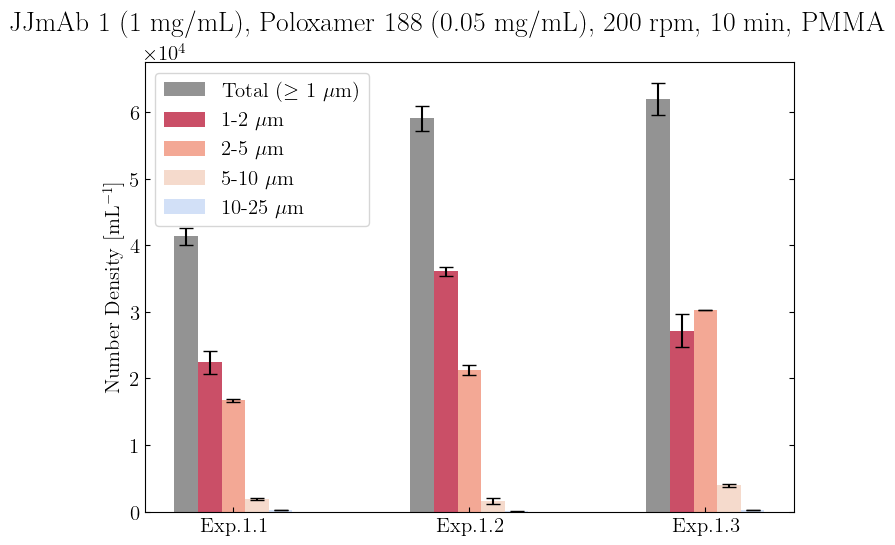 JJmAb 1 (1 mg/mL), Poloxamer 188 (0.05 mg/mL), 200 rpm, 10 min, PMMA
×10⁴
Total (≥ 1 µm)
1-2 µm
2-5 µm
5-10 µm
10-25 µm
Number Density [mL⁻¹]
6
5
4
3
2
1
0
Exp.1.1 Exp.1.2 Exp.1.3